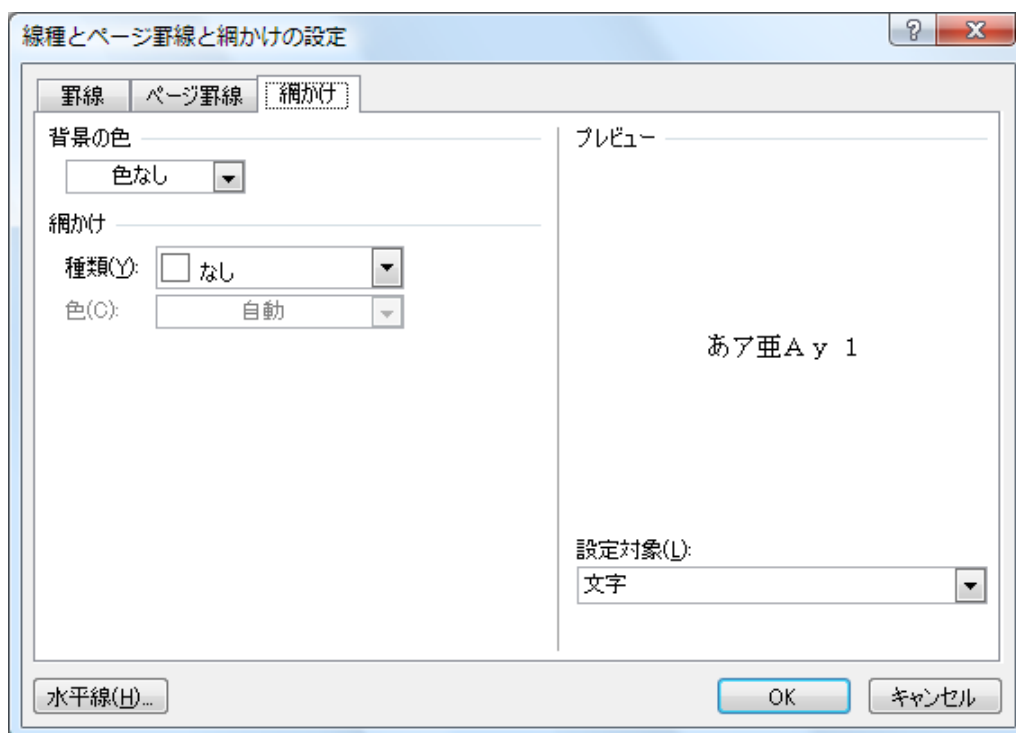 線種とページ罫線と網かけの設定
?
罫線 ページ罫線 網かけ
背景の色
色なし
網かけ
種類(Y): なし
色(C): 自動
プレビュー
あア亜Ay 1
設定対象(L):
文字
水平線(H)...
OK
キャンセル